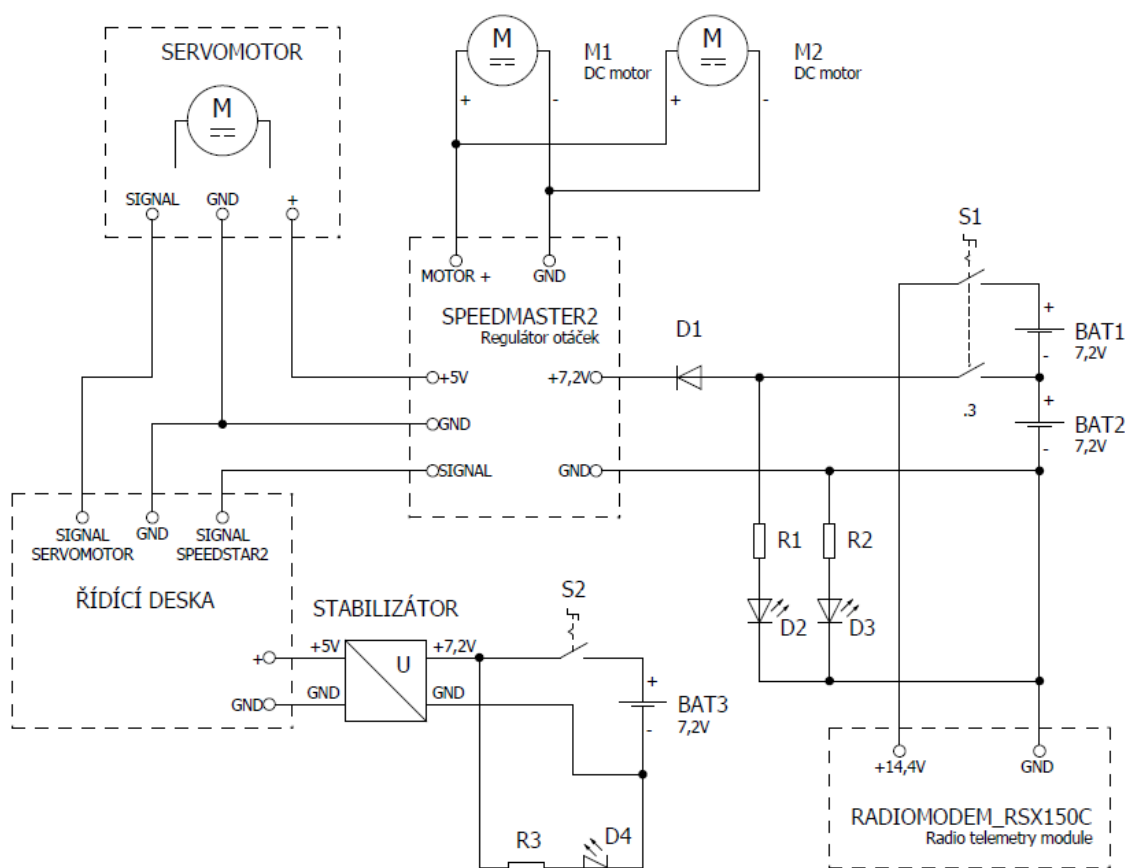 SERVOMOTOR
M
SIGNAL
GND
+
M
M1
DC motor
M
M2
DC motor
+
-
+
-
MOTOR +
GND
SPEEDMASTER2
Regulátor otáček
+5V
+7,2V
GND
SIGNAL
GND
D1
S1
.3
+
BAT1
7,2V
-
+
BAT2
7,2V
-
R1
R2
D2
D3
SIGNAL
SERVOMOTOR
GND
SIGNAL
SPEEDSTAR2
ŘÍDÍCÍ DESKA
+
GND
STABILIZÁTOR
+5V
U
+7,2V
GND
GND
S2
+
BAT3
7,2V
-
R3
D4
+14,4V
GND
RADIOMODEM_RSX150C
Radio telemetry module